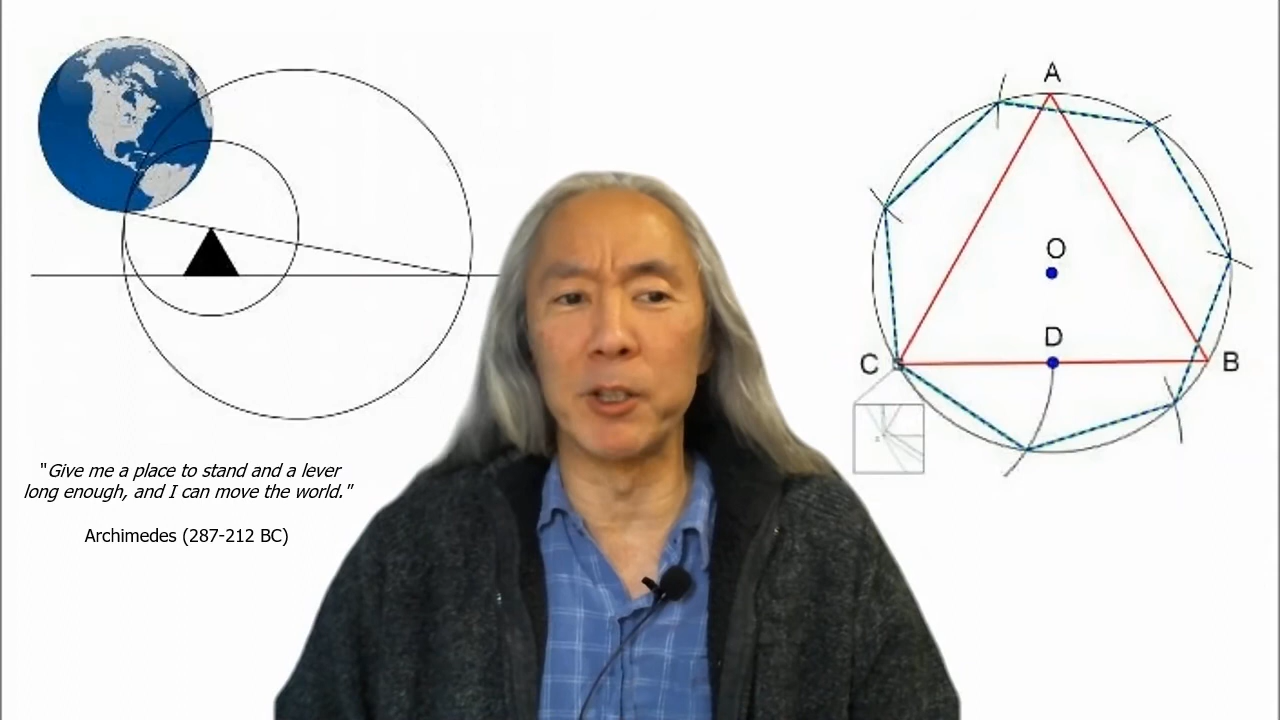 "Give me a place to stand and a lever
long enough, and I can move the world."
Archimedes (287-212 BC)
A
O
D
C
B